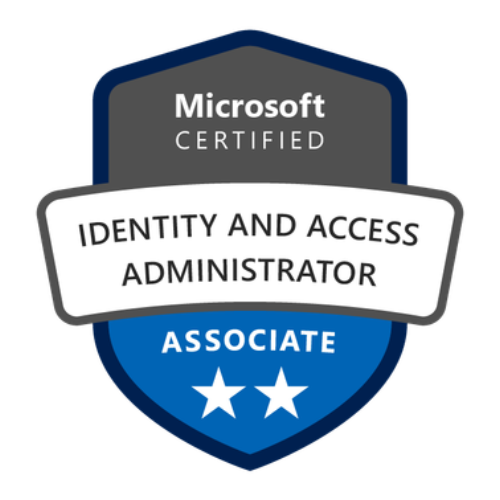 Microsoft
CERTIFIED
IDENTITY AND ACCESS
ADMINISTRATOR
ASSOCIATE